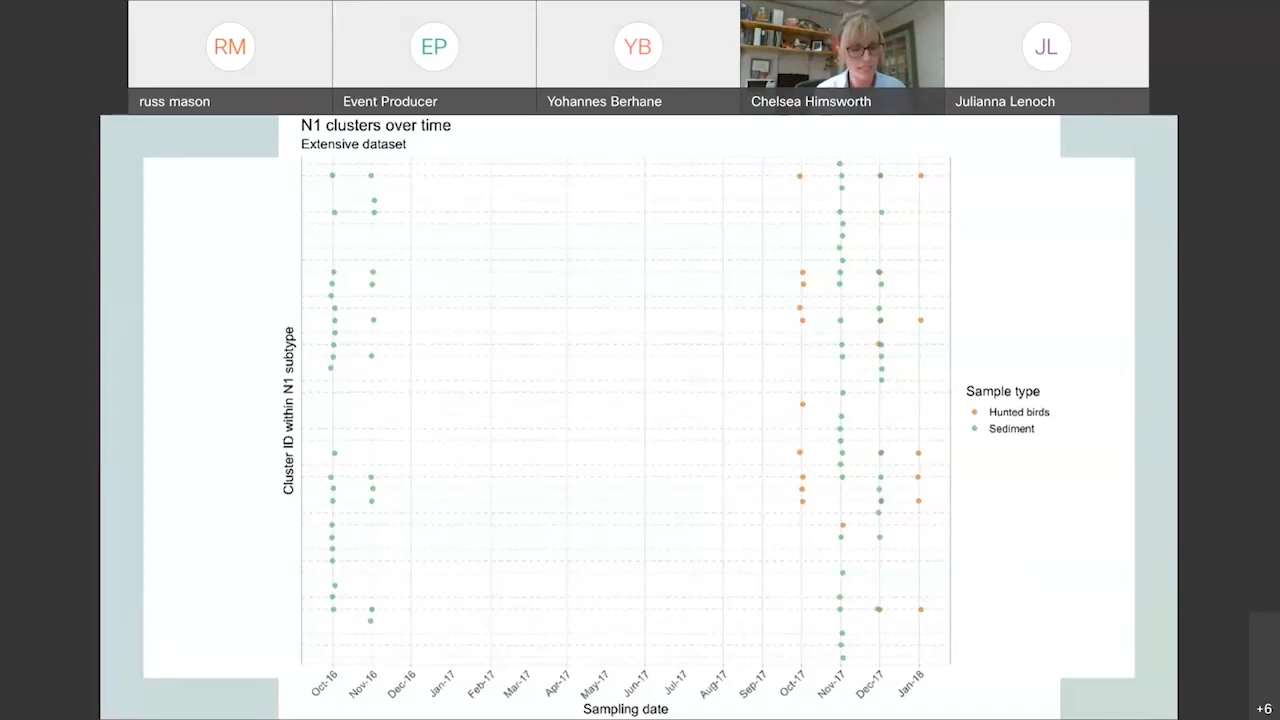 RM
EP
YB
JL
russ mason
Event Producer
Yohannes Berhane
Chelsea Himsworth
Julianna Lenoch
N1 clusters over time
Extensive dataset
Cluster ID within N1 subtype
Sample type
Hunted birds
Sediment
Oct-16
Nov-16
Dec-16
Jan-17
Feb-17
Mar-17
Apr-17
May-17
Jun-17
Jul-17
Aug-17
Sep-17
Oct-17
Nov-17
Dec-17
Jan-18
Sampling date
+6